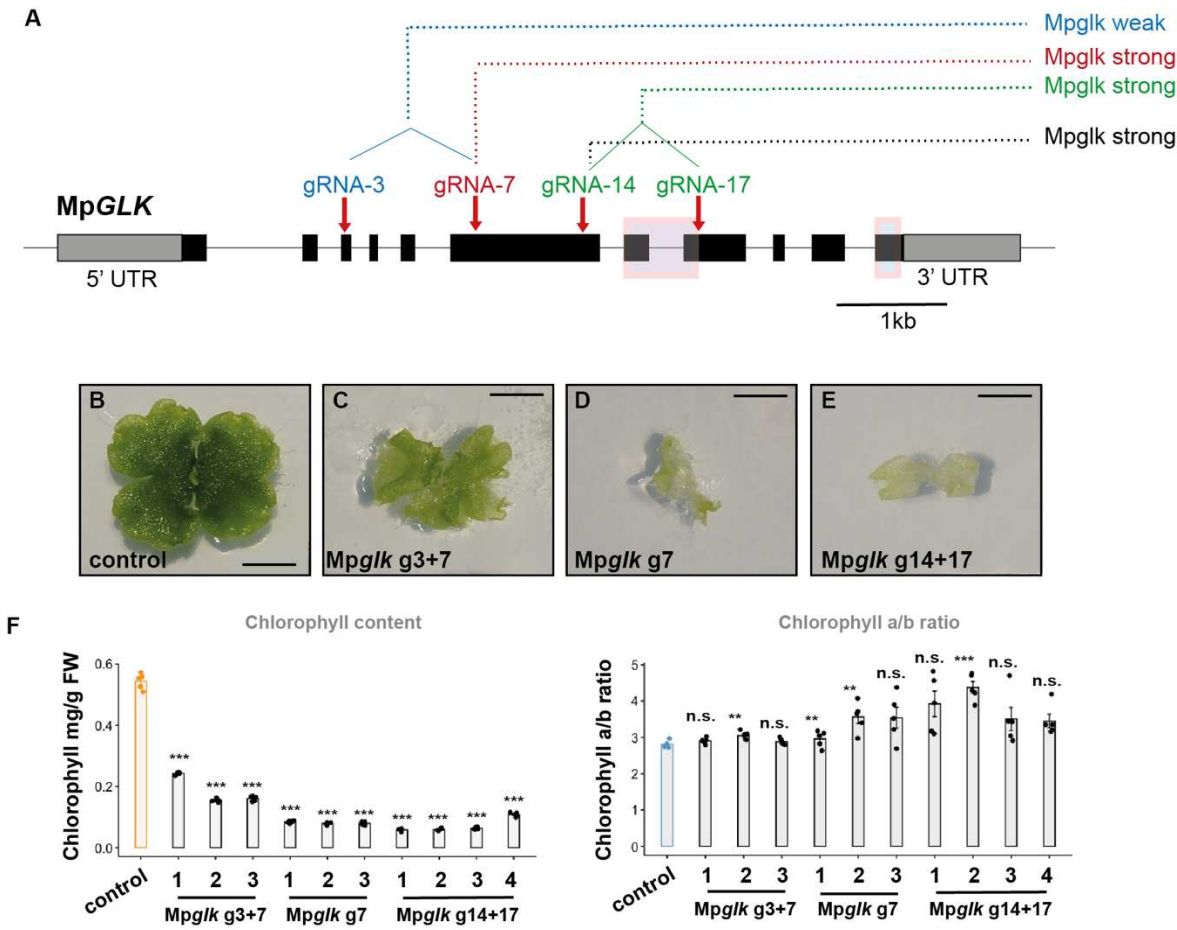 A
Mpglk weak
Mpglk strong
Mpglk strong
Mpglk strong
gRNA-3 gRNA-7 gRNA-14 gRNA-17
MpGLK
5’ UTR 3’ UTR
1kb
B C D E
control Mpglk g3+7 Mpglk g7 Mpglk g14+17
F
Chlorophyll content
Chlorophyll mg/g FW
0.6
0.4
0.2
0.0
*** *** *** *** *** *** *** *** *** ***
control 1 2 3 1 2 3 1 2 3 4
Mpglk g3+7 Mpglk g7 Mpglk g14+17
Chlorophyll a/b ratio
Chlorophyll a/b ratio
5
4
3
2
1
0
n.s. ** n.s. ** ** n.s. n.s. *** n.s. n.s.
control 1 2 3 1 2 3 1 2 3 4
Mpglk g3+7 Mpglk g7 Mpglk g14+17